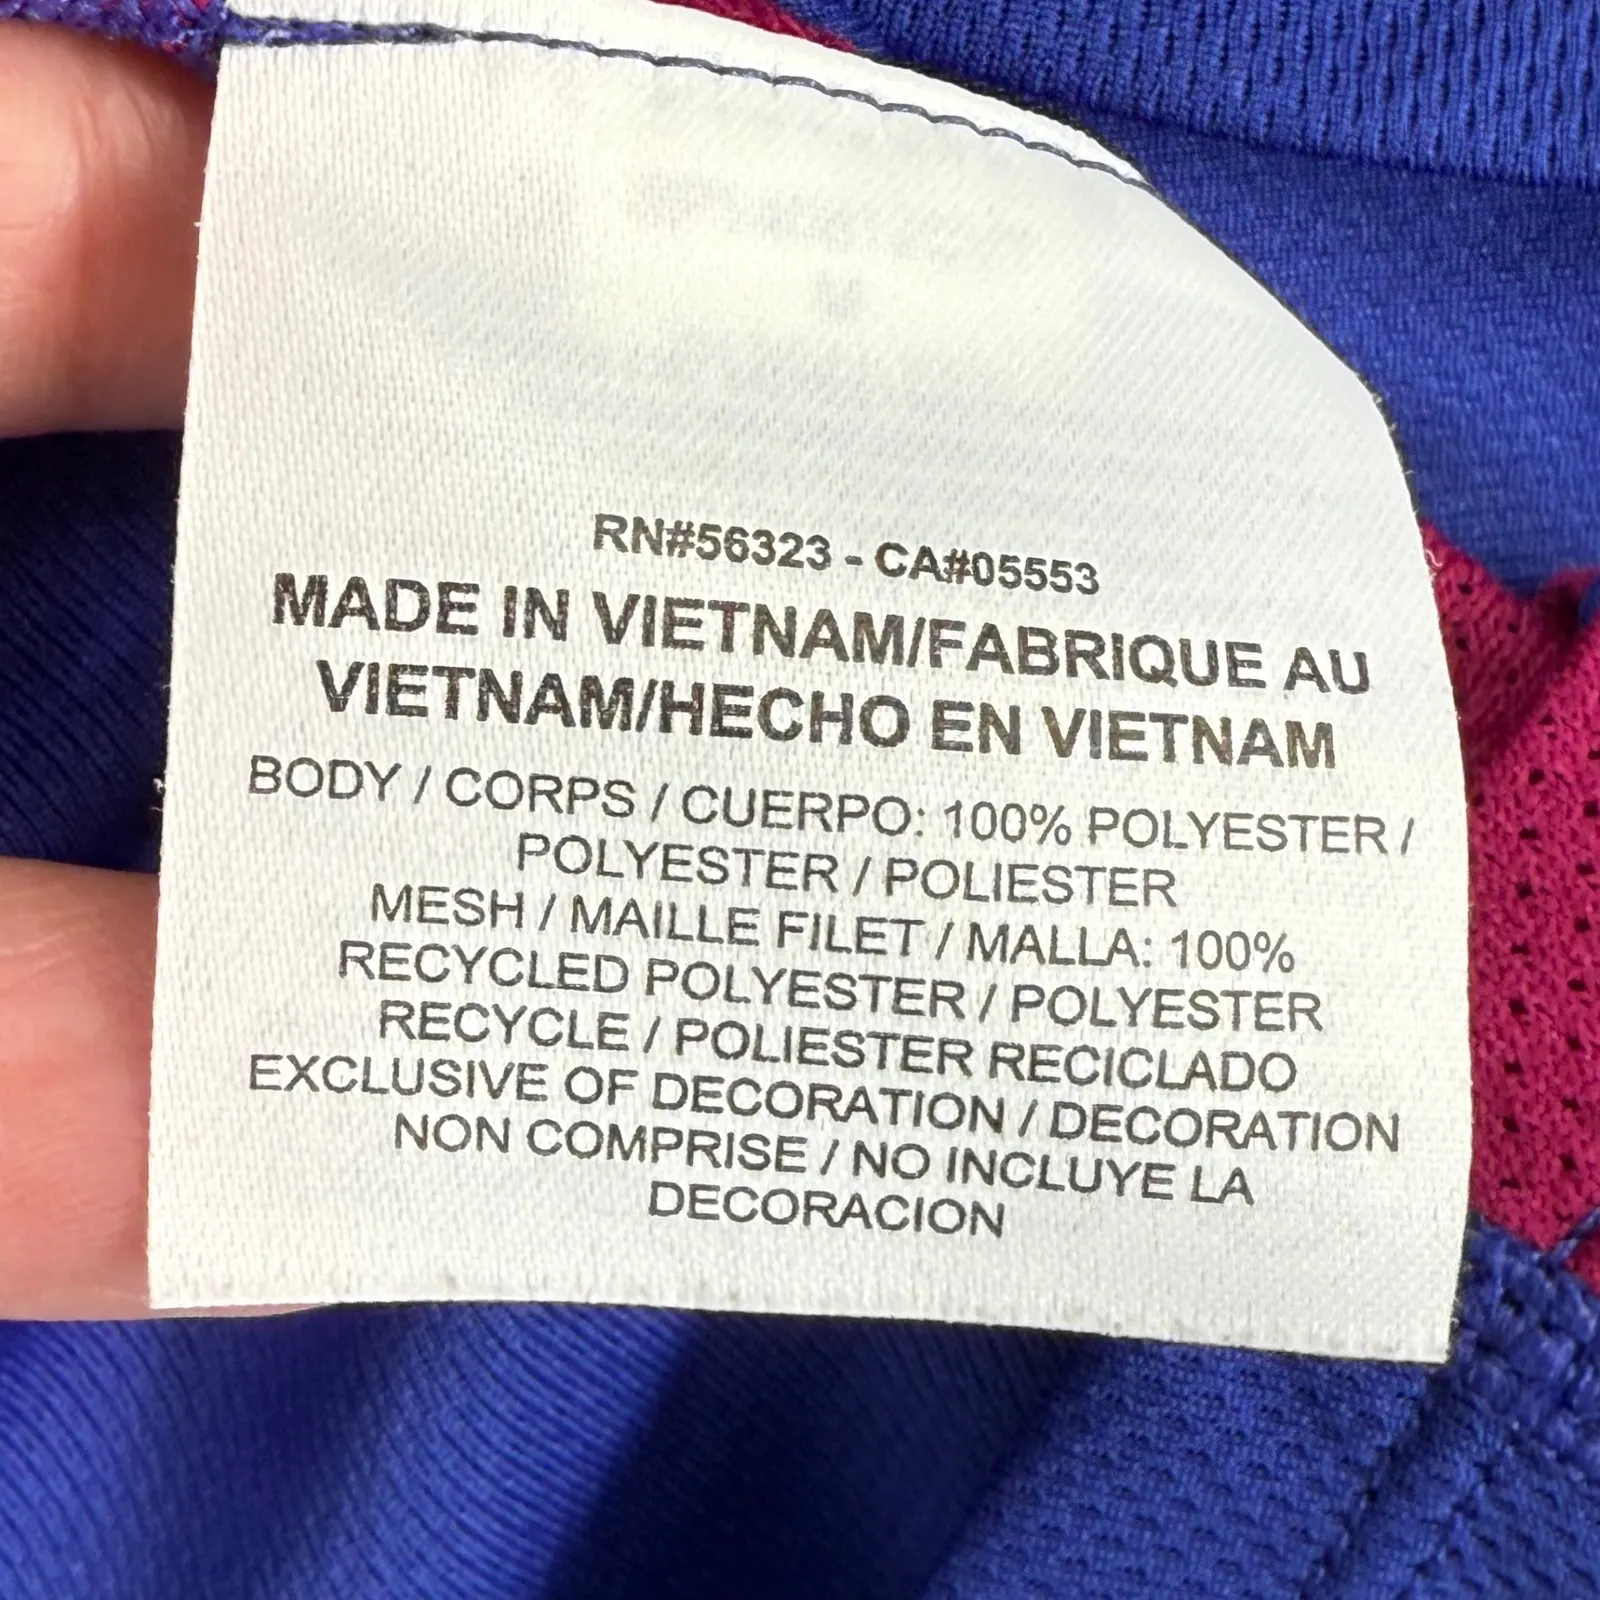 RN#56323 - CA#05553
MADE IN VIETNAM/FABRIQUE AU
VIETNAM/HECHO EN VIETNAM
BODY / CORPS / CUERPO: 100% POLYESTER /
POLYESTER / POLIESTER
MESH / MAILLE FILET / MALLA: 100%
RECYCLED POLYESTER / POLYESTER
RECYCLE / POLIESTER RECICLADO
EXCLUSIVE OF DECORATION / DECORATION
NON COMPRISE / NO INCLUYE LA
DECORACION